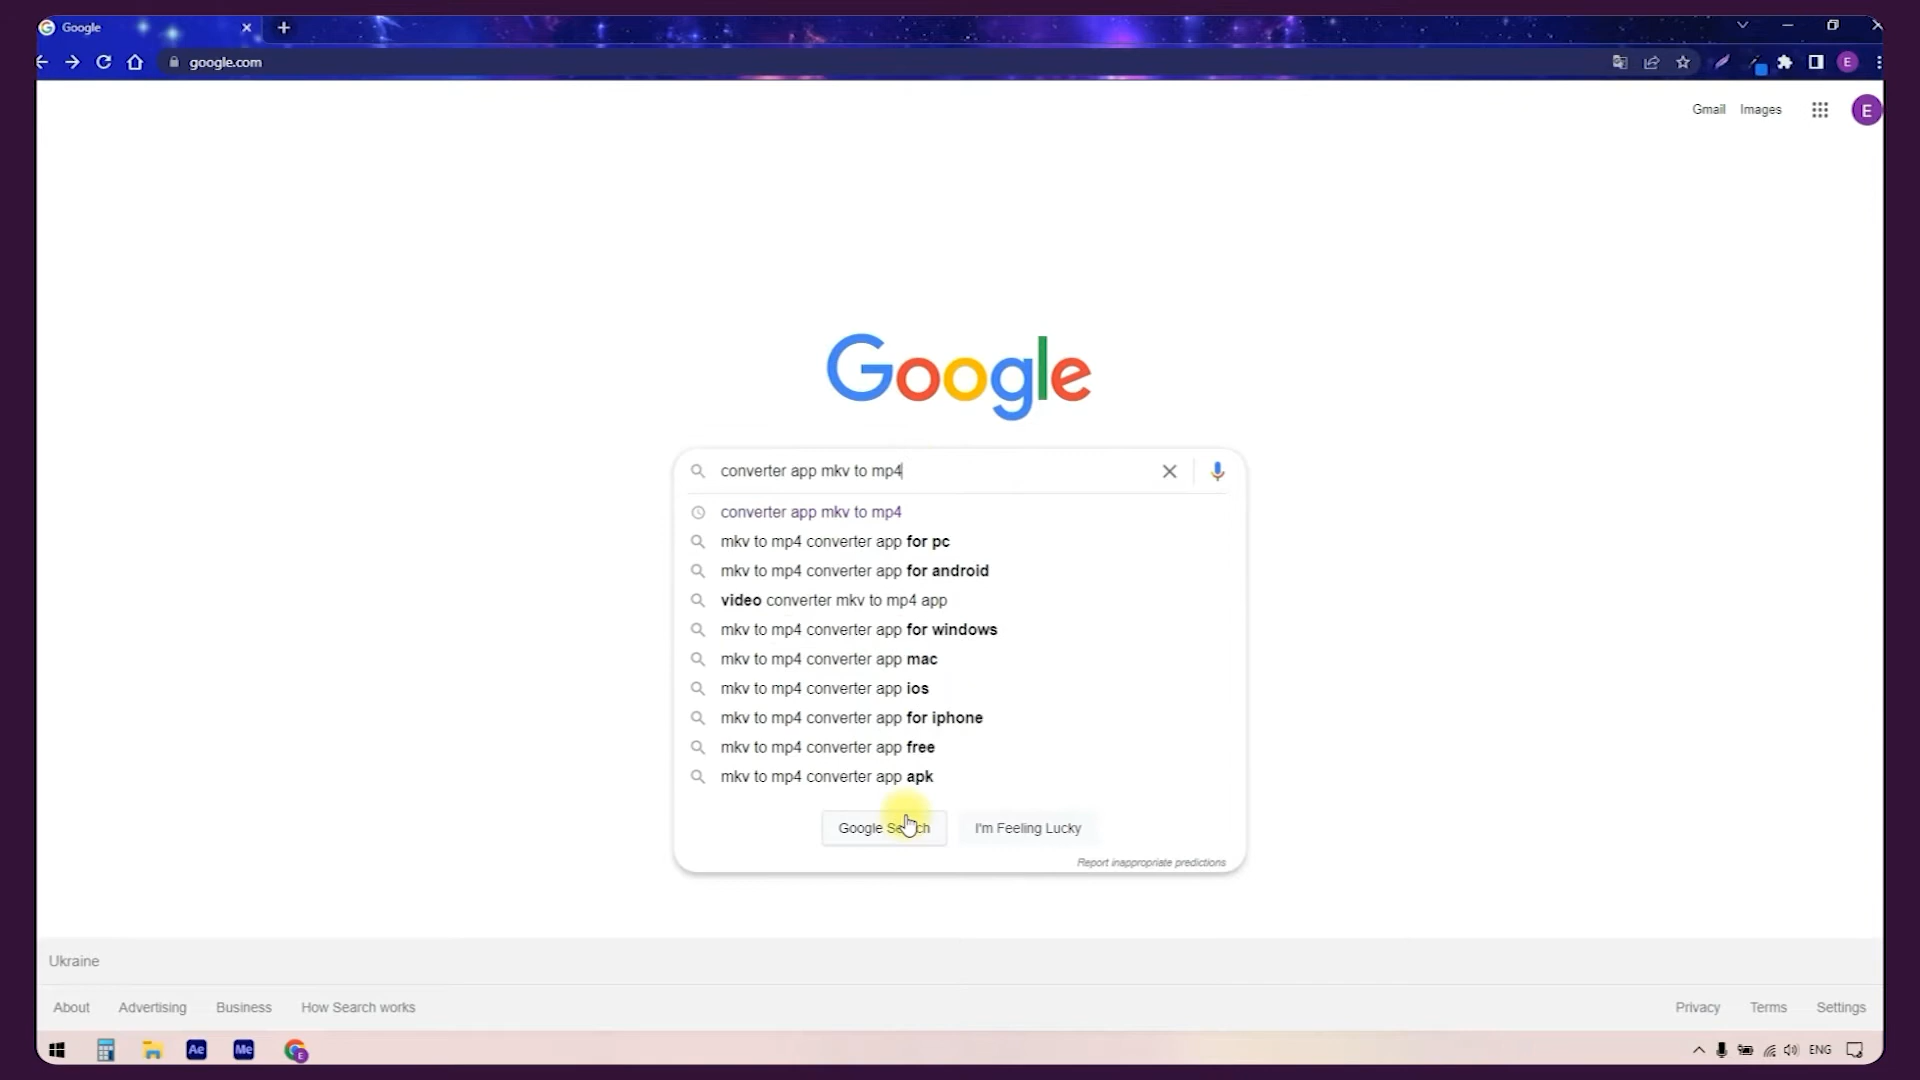 Google
google.com
E
Gmail Images
E
Google
converter app mkv to mp4
converter app mkv to mp4
mkv to mp4 converter app for pc
mkv to mp4 converter app for android
video converter mkv to mp4 app
mkv to mp4 converter app for windows
mkv to mp4 converter app mac
mkv to mp4 converter app ios
mkv to mp4 converter app for iphone
mkv to mp4 converter app free
mkv to mp4 converter app apk
Google Search I'm Feeling Lucky
Report inappropriate predictions
Ukraine
About Advertising Business How Search works Privacy Terms Settings
Ae Me E ENG